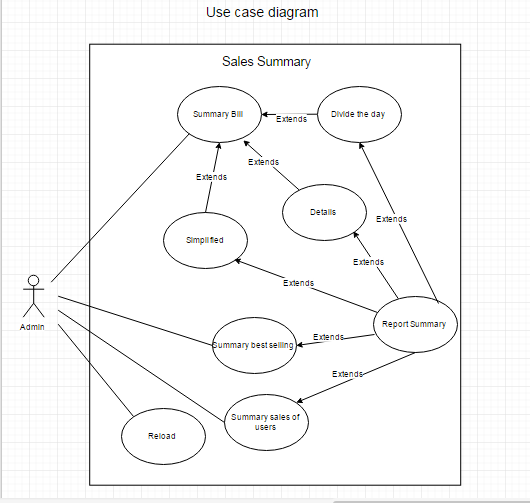 Use case diagram
Sales Summary
Summary Bill
Extends
Divide the day
Extends
Extends
Details
Extends
Simplified
Extends
Extends
Admin
Report Summary
Extends
Summary best selling
Extends
Summary sales of
users
Reload